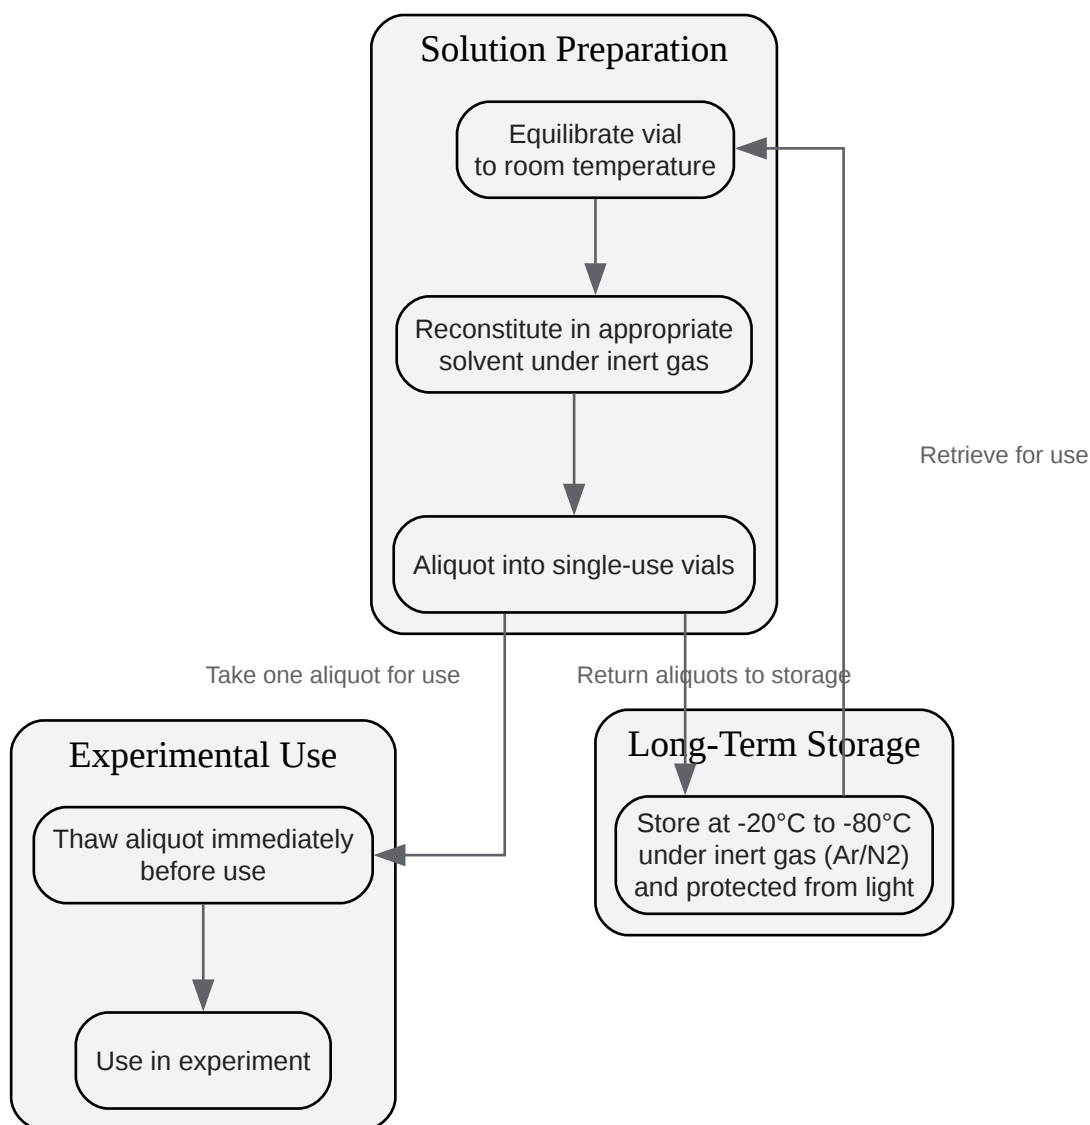 Solution Preparation
Equilibrate vial
to room temperature
Reconstitute in appropriate
solvent under inert gas
Retrieve for use
Aliquot into single-use vials
Take one aliquot for use
Return aliquots to storage
Experimental Use
Thaw aliquot immediately
before use
Use in experiment
Long-Term Storage
Store at -20°C to -80°C
under inert gas (Ar/N2)
and protected from light